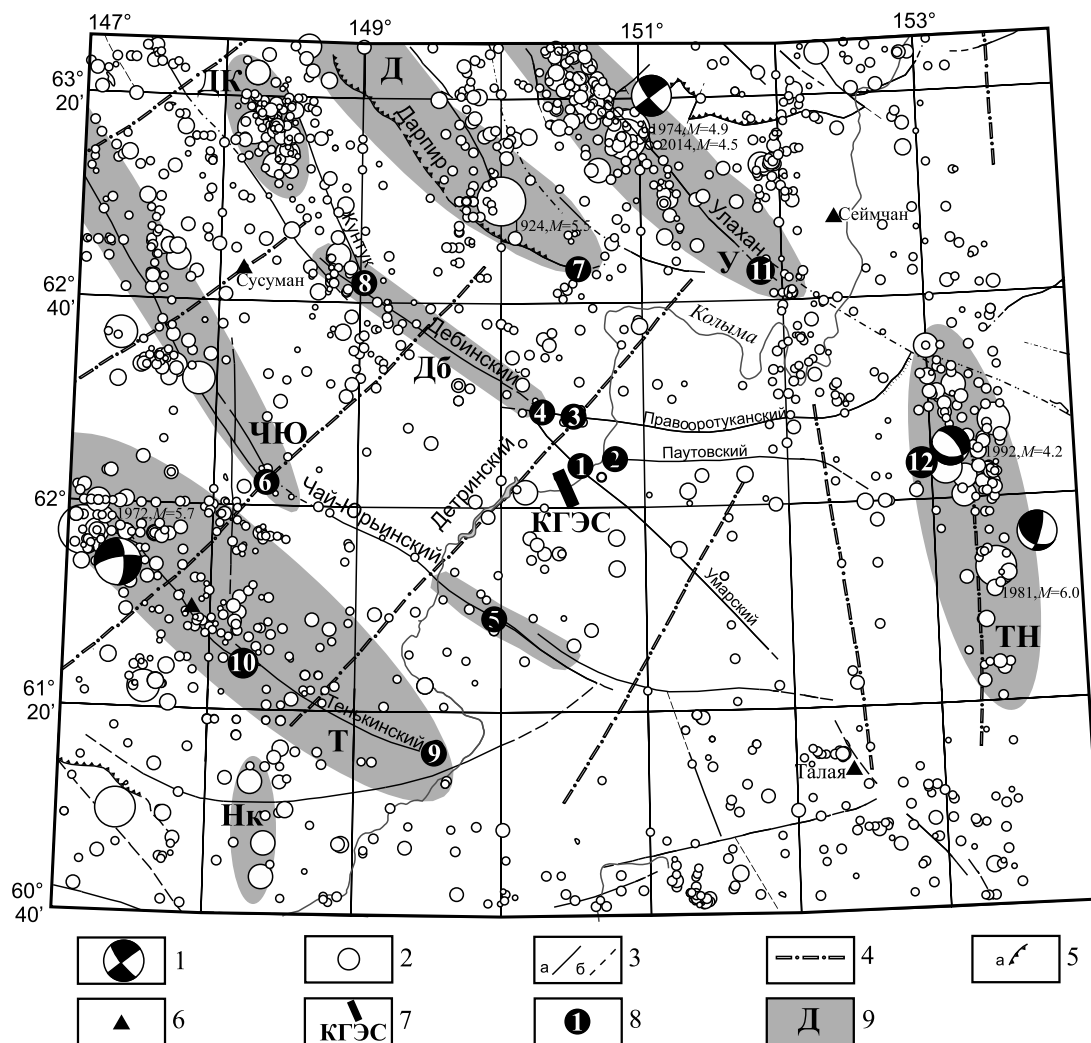 147°
149°
151°
153°
63°
20'
ДК
Д
Дарпир
1974, М=4.9
2014, М=4.5
Сеймчан
1924, М=5.5
Кунтук
Улахан
У
11
7
8
Сусуман
62°
40'
Колыма
Дебинский
Дб
4
3
Правооротуканский
ЧЮ
Паутовский
1992, М=4.2
12
2
1
6
62°
Чай-Юрьинский
Детринский
КГЭС
1972, М=5.7
Умарский
1981, М=6.0
5
ТН
10
61°
20'
Тенькинский
Т
9
Талая
Нк
60°
40'
1
2
а
б
3
4
а
5
6
КГЭС
7
1
8
Д
9